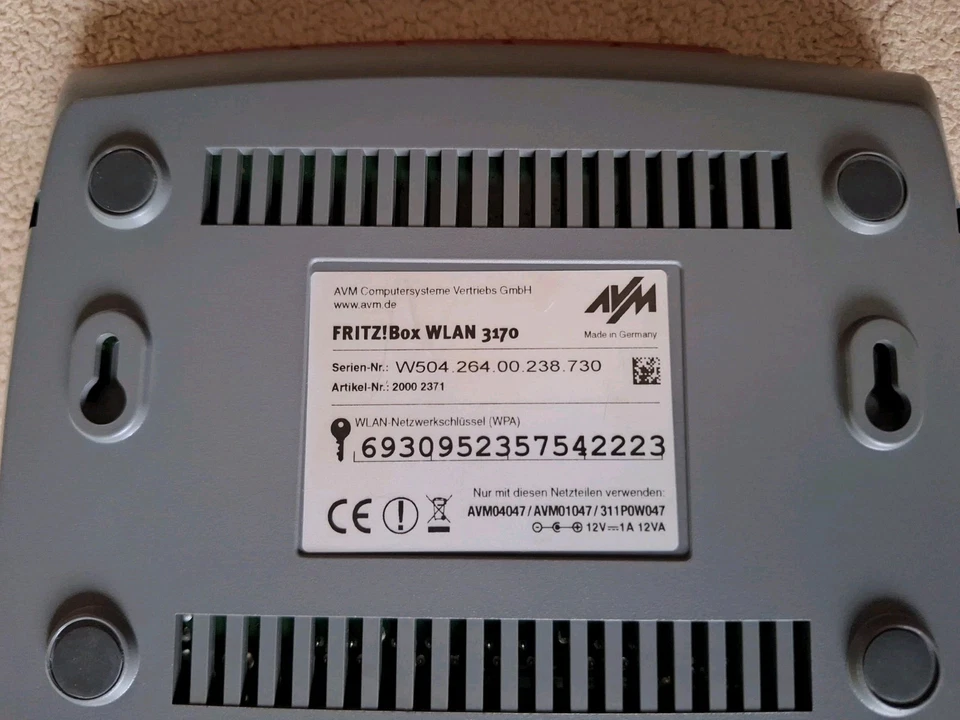 AVM Computersysteme Vertriebs GmbH
www.avm.de
AVM
FRITZ!Box WLAN 3170
Made in Germany
Serien-Nr.: W504.264.00.238.730
Artikel-Nr.: 2000 2371
WLAN-Netzwerkschlüssel (WPA)
6930952357542223
Nur mit diesen Netzteilen verwenden:
AVM04047 / AVM01047 / 311P0W047
12V⎓1A 12VA
CE